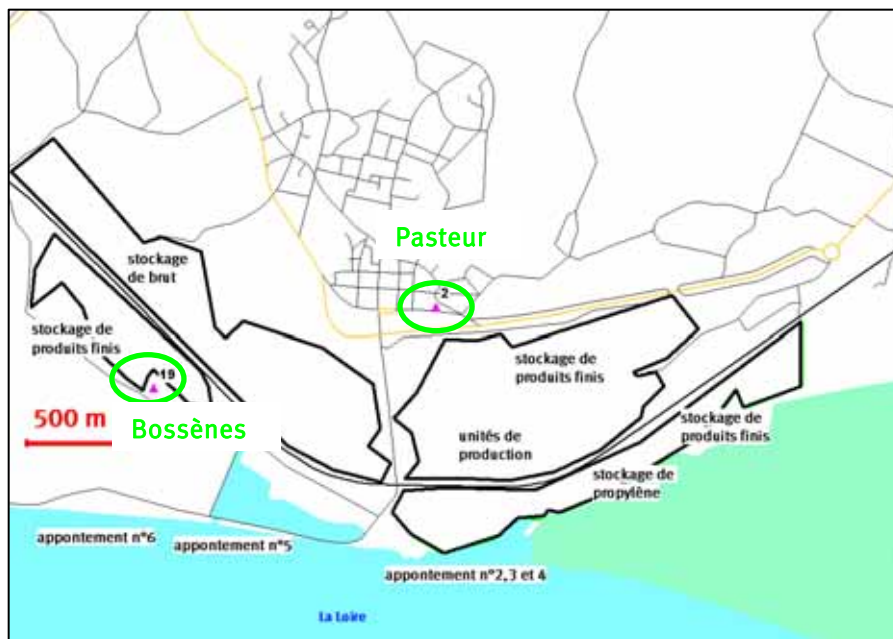 Pasteur
2
stockage
de brut
stockage de
produits finis
19
500 m
Bossènes
stockage de
produits finis
unités de
production
stockage de
produits finis
stockage de
propylène
appontement n°6
appontement n°5
appontement n°2,3 et 4
La Loire